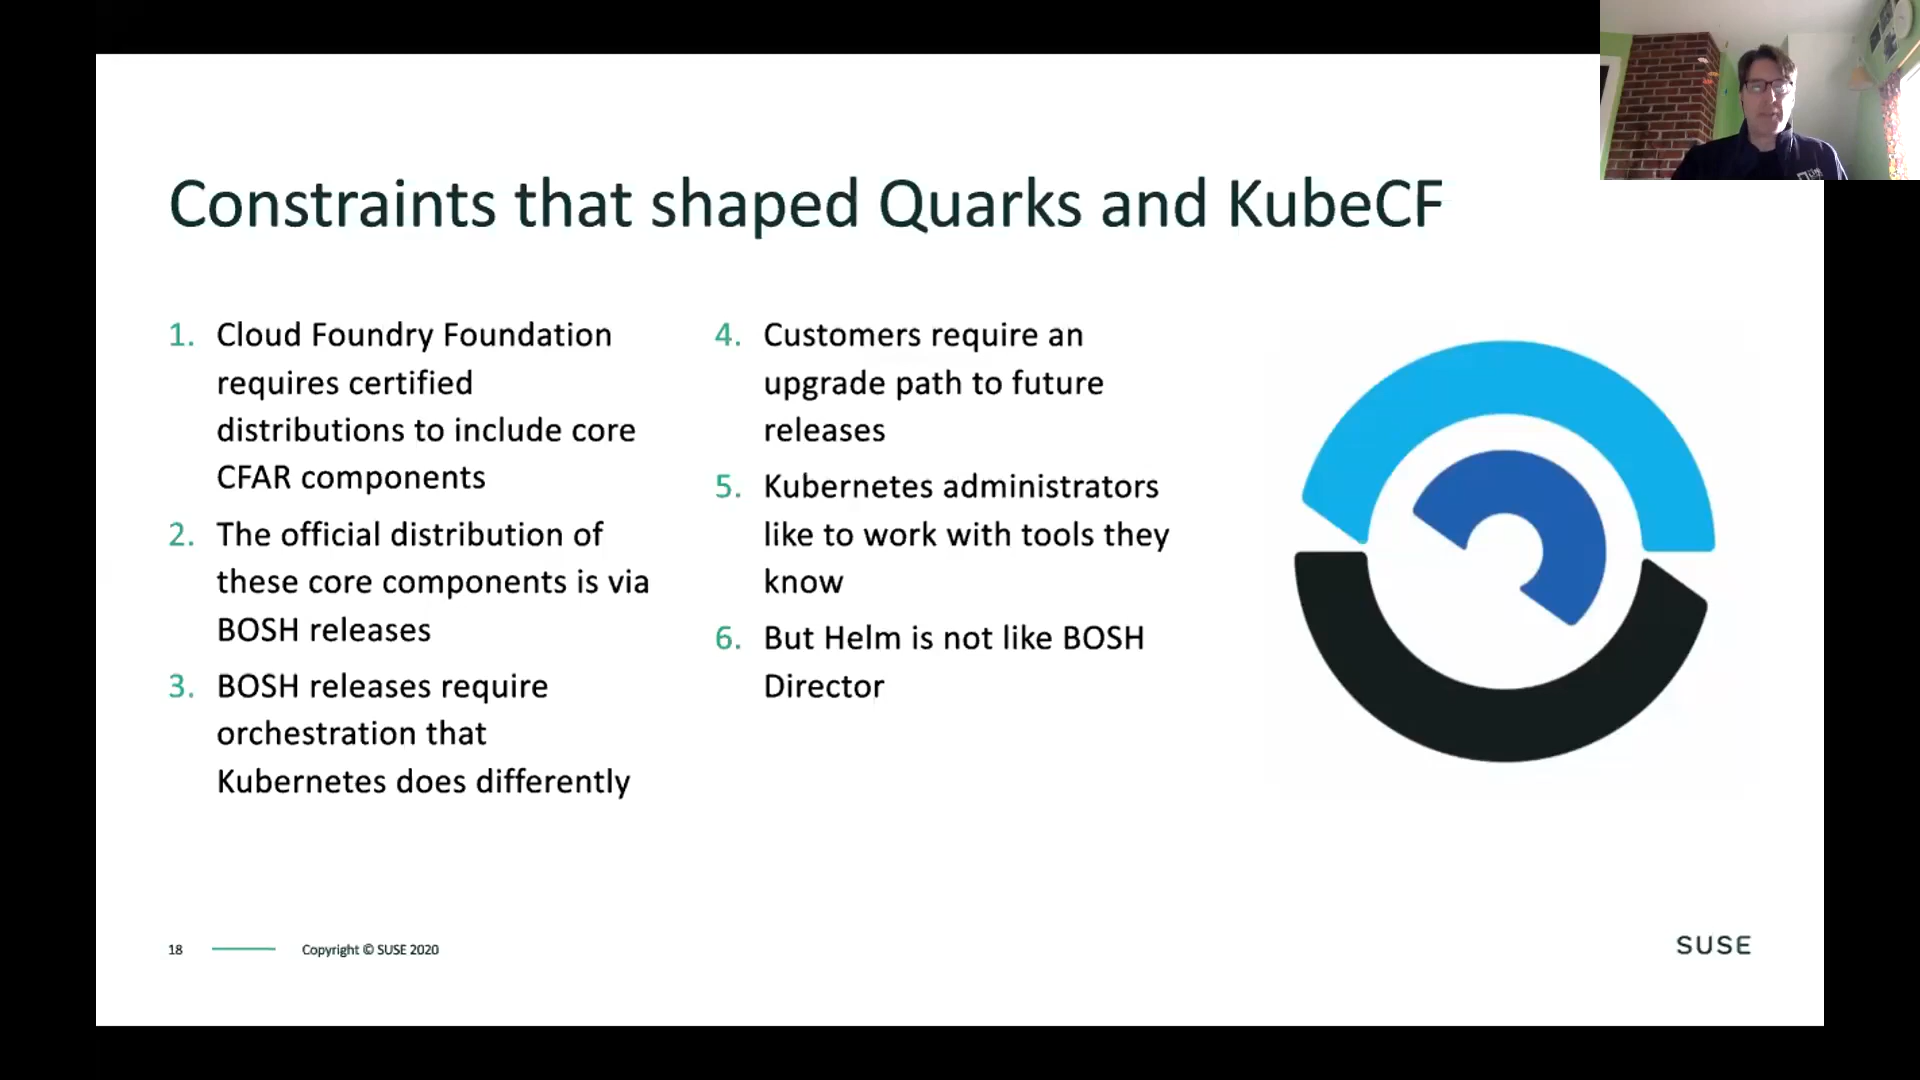 Constraints that shaped Quarks and KubeCF
1. Cloud Foundry Foundation
requires certified
distributions to include core
CFAR components
2. The official distribution of
these core components is via
BOSH releases
3. BOSH releases require
orchestration that
Kubernetes does differently
4. Customers require an
upgrade path to future
releases
5. Kubernetes administrators
like to work with tools they
know
6. But Helm is not like BOSH
Director
18
Copyright © SUSE 2020
SUSE